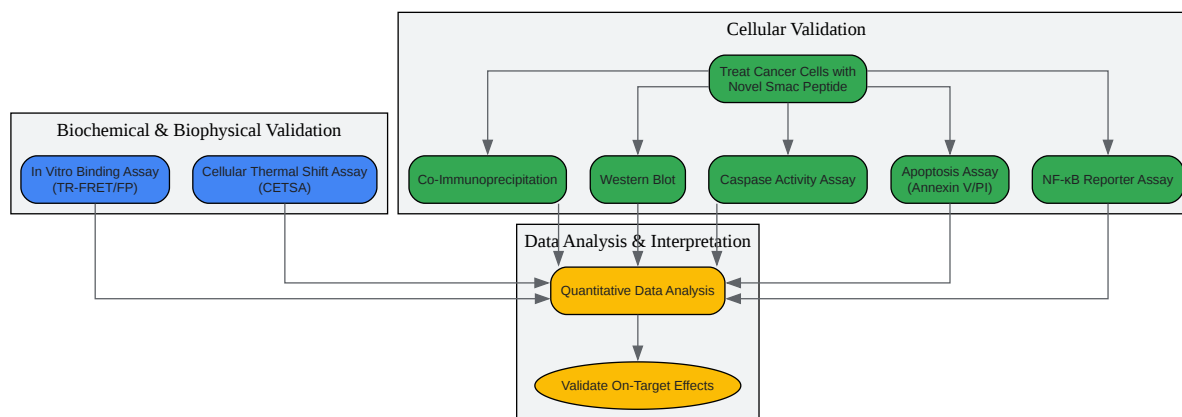 Cellular Validation
Treat Cancer Cells with
Novel Smac Peptide
Biochemical & Biophysical Validation
In Vitro Binding Assay
(TR-FRET/FP)
Cellular Thermal Shift Assay
(CETSA)
Co-Immunoprecipitation
Western Blot
Caspase Activity Assay
Apoptosis Assay
(Annexin V/PI)
NF-κB Reporter Assay
Data Analysis & Interpretation
Quantitative Data Analysis
Validate On-Target Effects